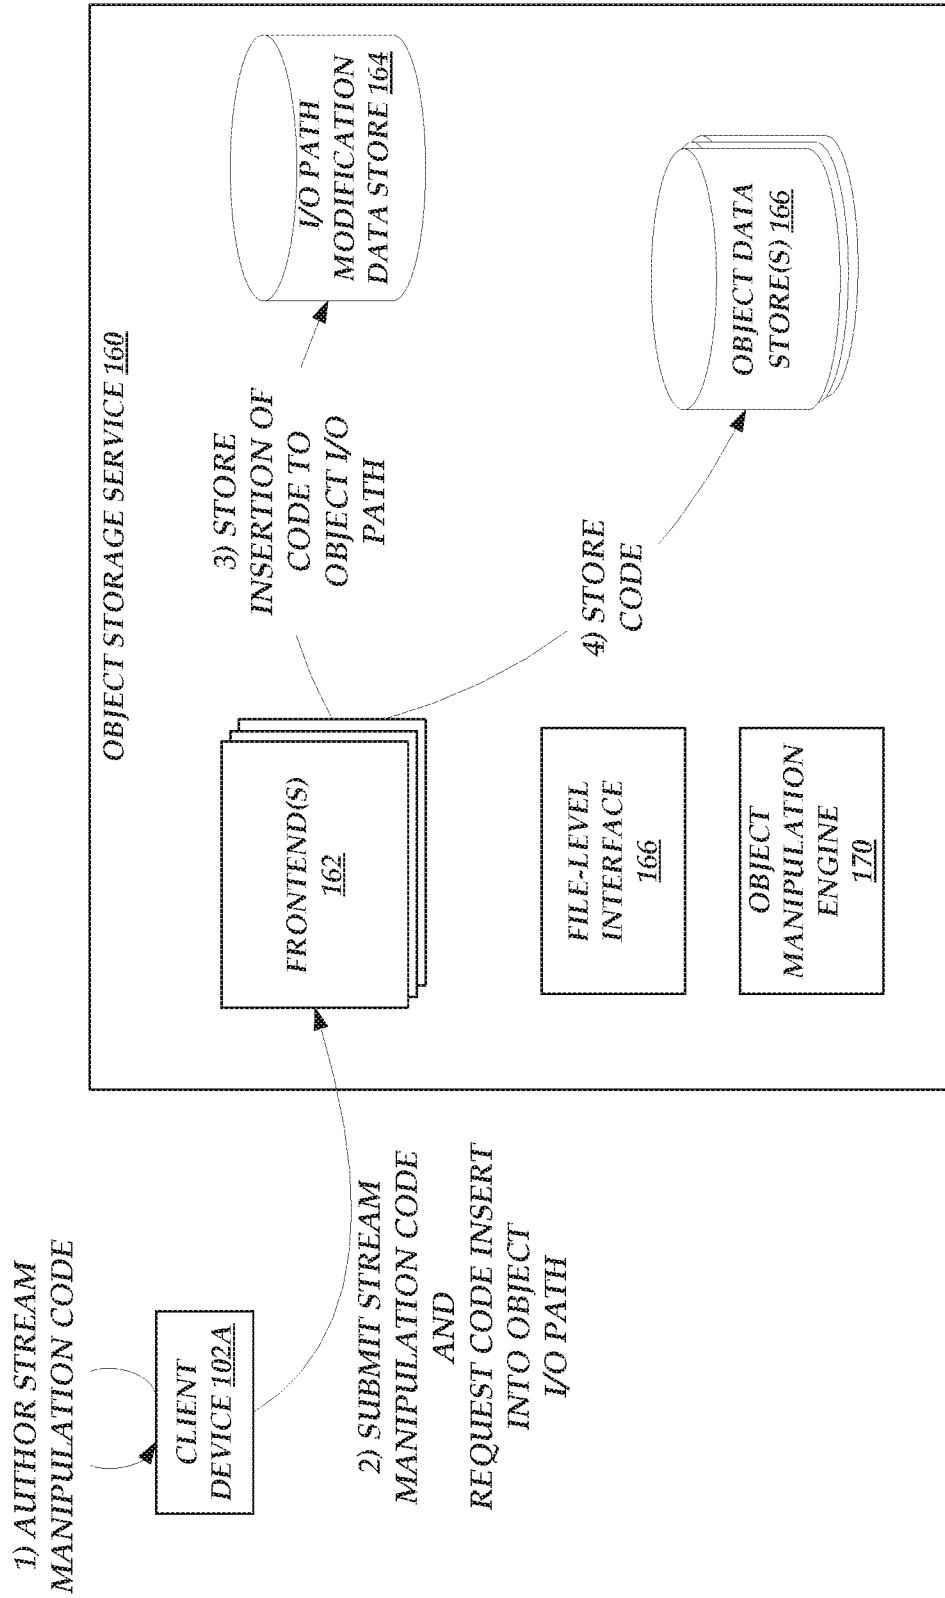 1) AUTHOR STREAM
MANIPULATION CODE
CLIENT
DEVICE 102A
2) SUBMIT STREAM
MANIPULATION CODE
AND
REQUEST CODE INSERT
INTO OBJECT
I/O PATH
OBJECT STORAGE SERVICE 160
FRONTEND(S)
162
3) STORE
INSERTION OF
CODE TO
OBJECT I/O
PATH
I/O PATH
MODIFICATION
DATA STORE 164
4) STORE
CODE
OBJECT DATA
STORE(S) 166
FILE-LEVEL
INTERFACE
166
OBJECT
MANIPULATION
ENGINE
170